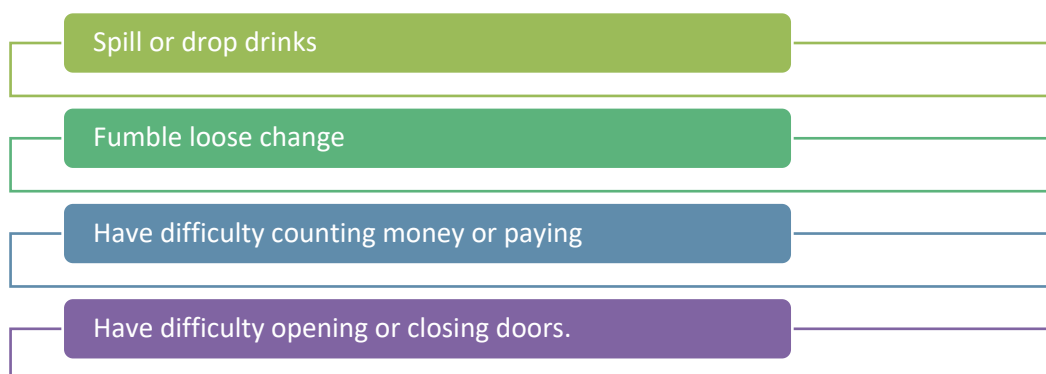 Spill or drop drinks
Fumble loose change
Have difficulty counting money or paying
Have difficulty opening or closing doors.